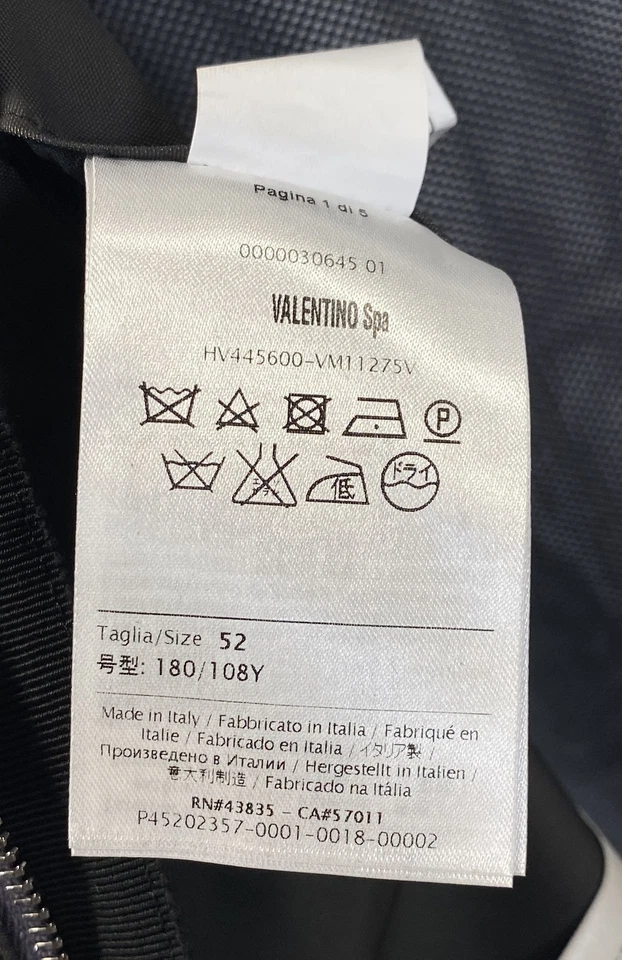 Pagina 1 di 5
0000030645 01
VALENTINO Spa
HV445600-VM11275V
P
エンソ
低
ドライ
Taglia/Size 52
号型: 180/108Y
Made in Italy / Fabbricato in Italia / Fabriqué en
Italie / Fabricado en Italia / イタリア製 /
Произведено в Италии / Hergestellt in Italien /
意大利制造 / Fabricado na Itália
RN#43835 - CA#57011
P45202357-0001-0018-00002